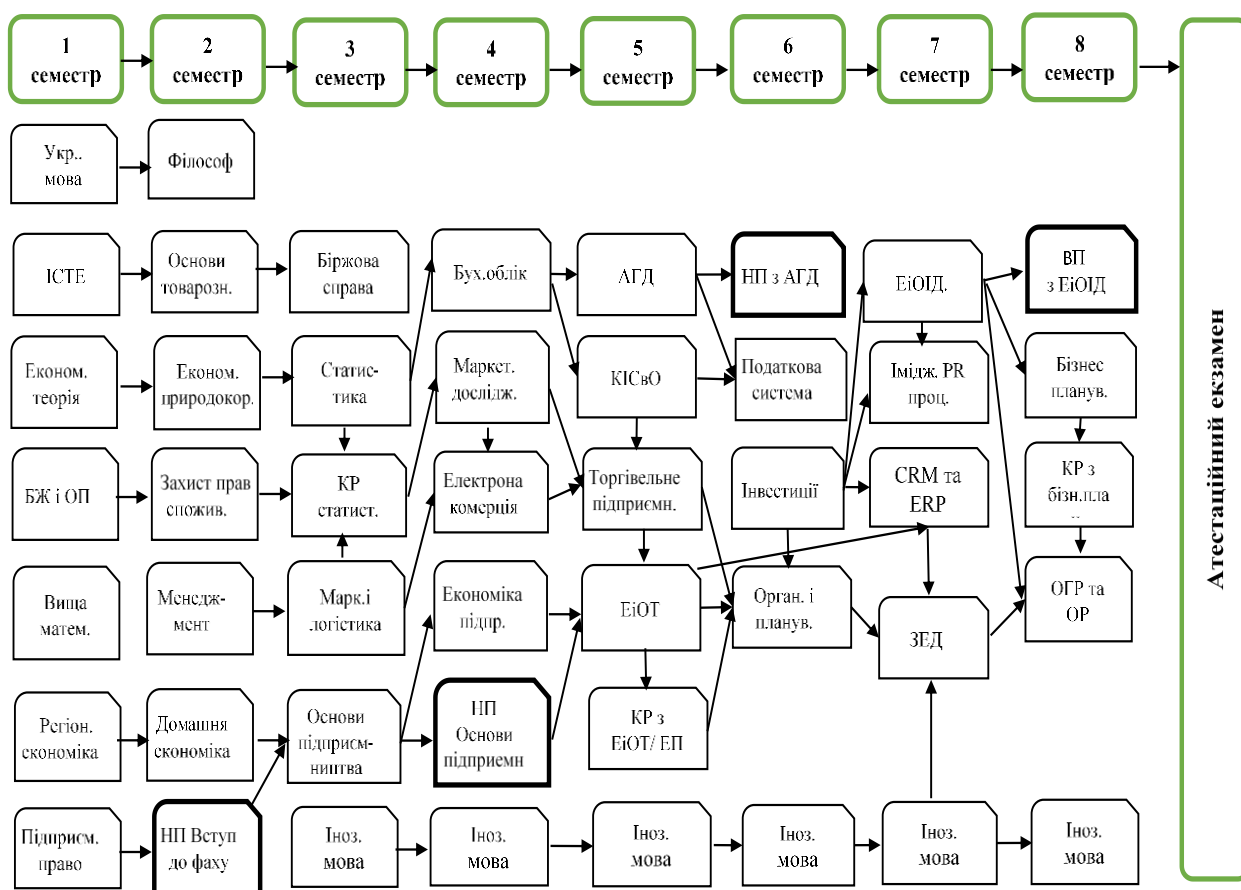 1
семестр
2
семестр
3
семестр
4
семестр
5
семестр
6
семестр
7
семестр
8
семестр
Атестаційний екзамен
Укр..
мова
Філософ
ІСТЕ
Основи
товарозн.
Біржова
справа
Бух.облік
АГД
НП з АГД
ЕіОІД.
ВП
з ЕіОІД
Економ.
теорія
Економ.
природокор.
Статис-
тика
Маркет.
дослідж.
КІСвО
Податкова
система
Імідж. PR
проц.
Бізнес
планув.
БЖ і ОП
Захист прав
спожив.
КР
статист.
Електрона
комерція
Торгівельне
підприємн.
Інвестиції
CRM та
ERP
КР з
бізн.пла
Вища
матем.
Менедж-
мент
Марк.і
логістика
Економіка
підпр.
ЕіОТ
Орган. і
планув.
ЗЕД
ОГР та
ОР
Регіон.
економіка
Домашня
економіка
Основи
підприєм-
ництва
НП
Основи
підприемн
КР з
ЕіОТ/ ЕП
Підприєм.
право
НП Вступ
до фаху
Іноз.
мова
Іноз.
мова
Іноз.
мова
Іноз.
мова
Іноз.
мова
Іноз.
мова